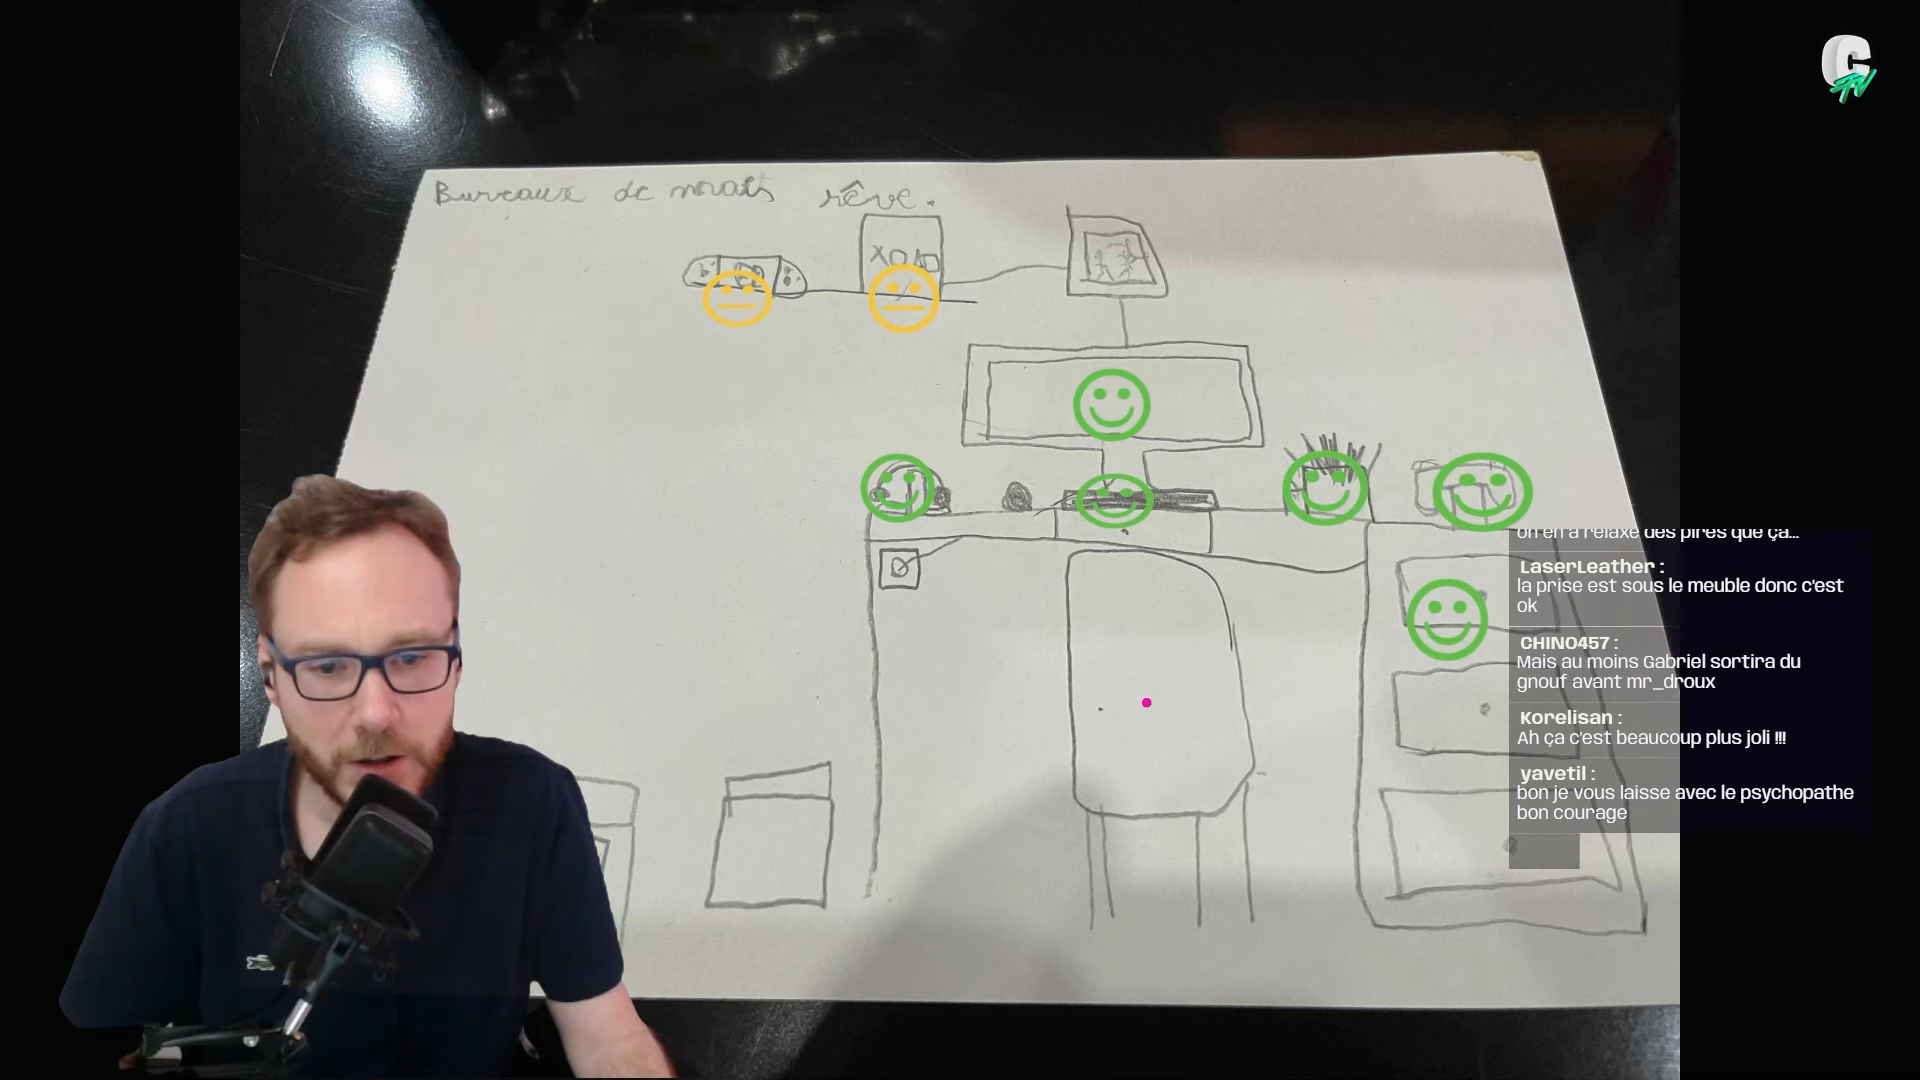 Bureaux de mrais rêve.
on en a relaxé des pires que ça...
LaserLeather :
la prise est sous le meuble donc c'est
ok
CHINO457 :
Mais au moins Gabriel sortira du
gnouf avant mr_droux
Korelisan :
Ah ça c'est beaucoup plus joli !!!
yavetil :
bon je vous laisse avec le psychopathe
bon courage